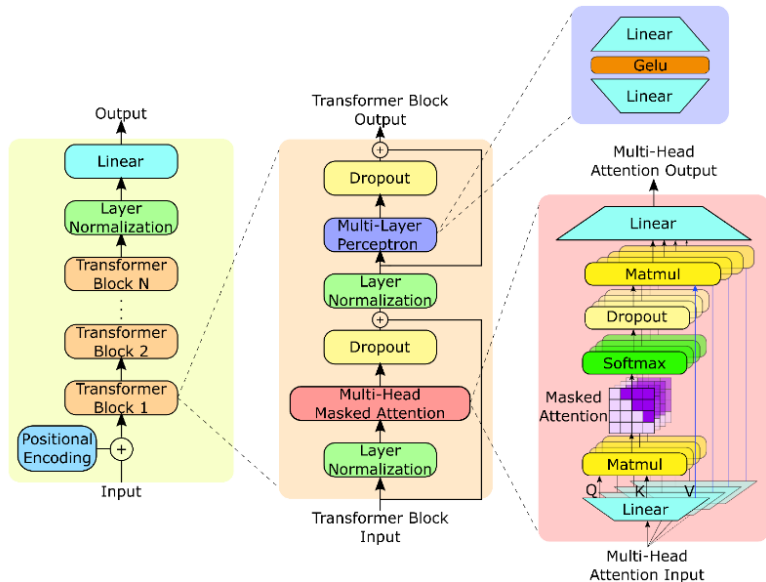 Output
Linear
Layer
Normalization
Transformer
Block N
Transformer
Block 2
Transformer
Block 1
Positional
Encoding
+
Input
Transformer Block
Output
+
Dropout
Multi-Layer
Perceptron
Layer
Normalization
+
Dropout
Multi-Head
Masked Attention
Layer
Normalization
Transformer Block
Input
Linear
Gelu
Linear
Multi-Head
Attention Output
Linear
Matmul
Dropout
Softmax
Masked
Attention
Matmul
Q K V
Linear
Multi-Head
Attention Input